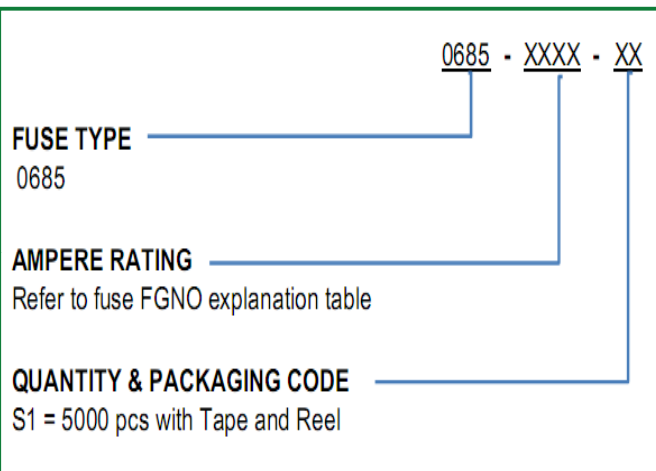 0685 - XXXX - XX
FUSE TYPE
0685
AMPERE RATING
Refer to fuse FGNO explanation table
QUANTITY & PACKAGING CODE
S1 = 5000 pcs with Tape and Reel